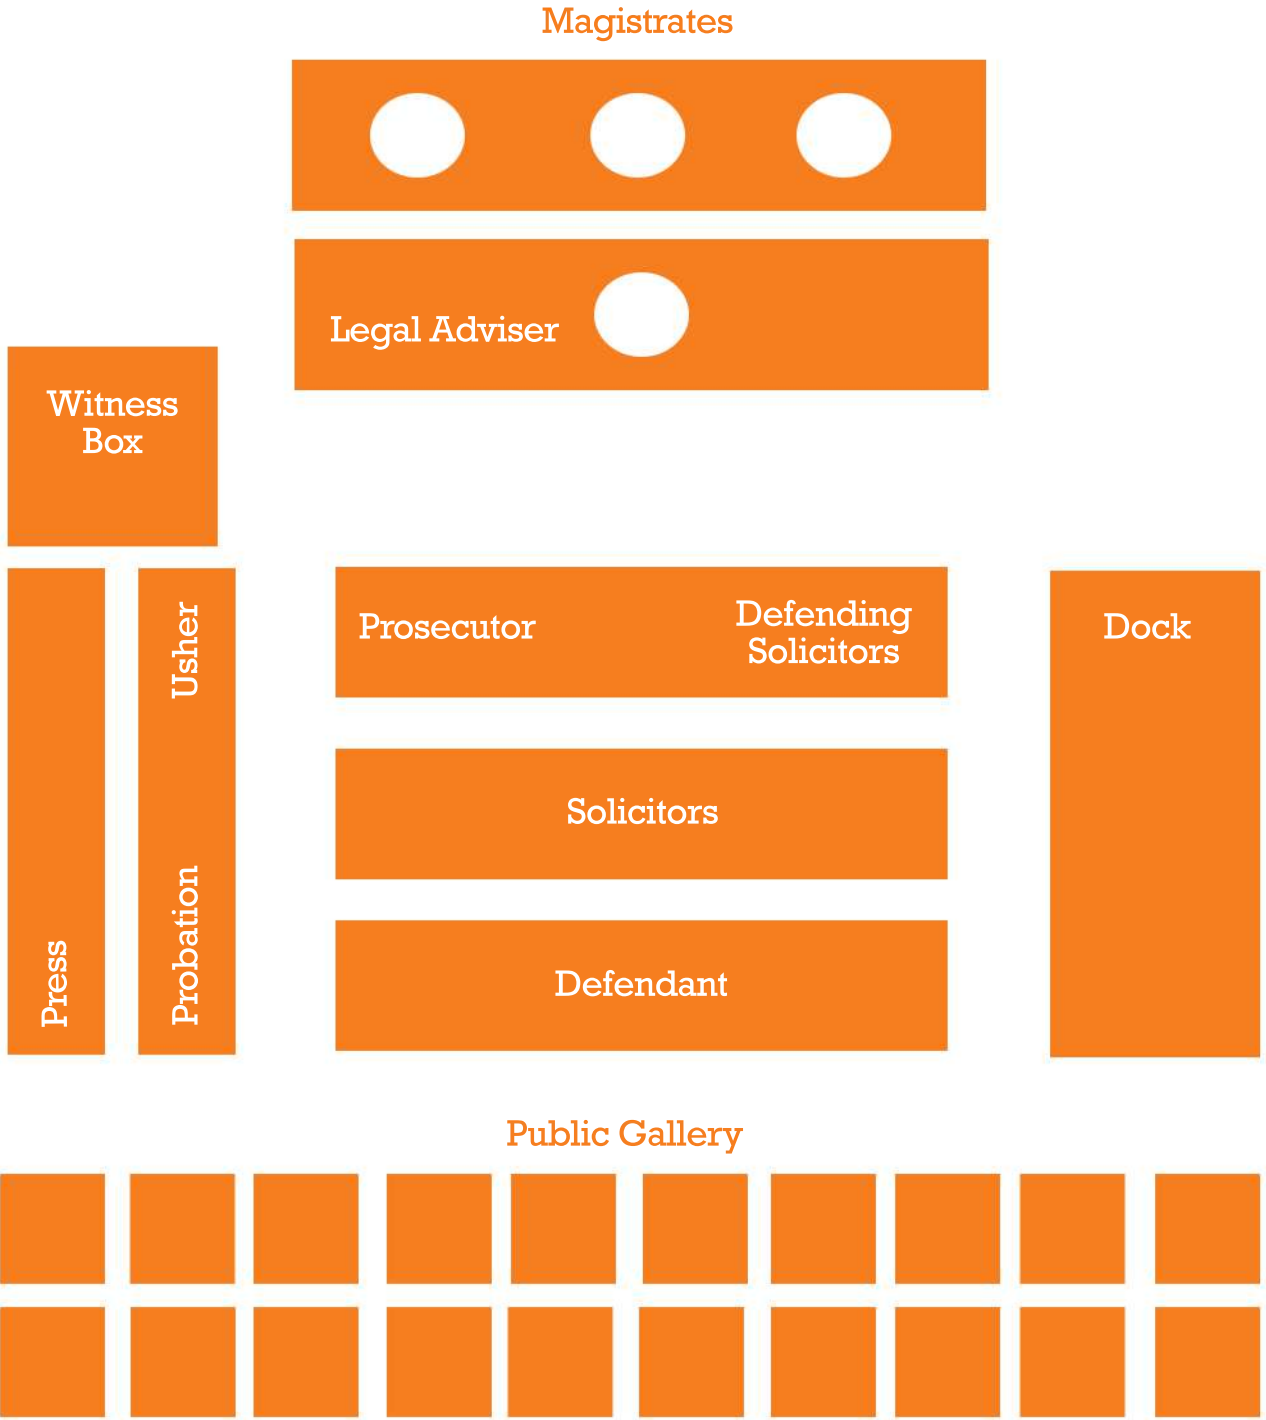 Magistrates
Legal Adviser
Witness
Box
Press
Usher
Probation
Prosecutor
Defending
Solicitors
Dock
Solicitors
Defendant
Public Gallery